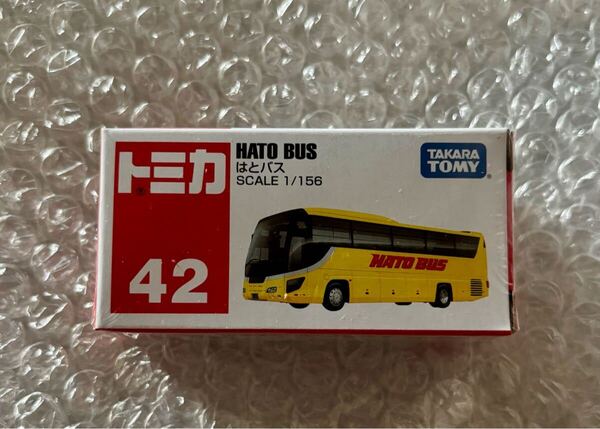 トミカ
42
HATO BUS
はとバス
SCALE 1/156
TAKARA
TOMY
HATO BUS